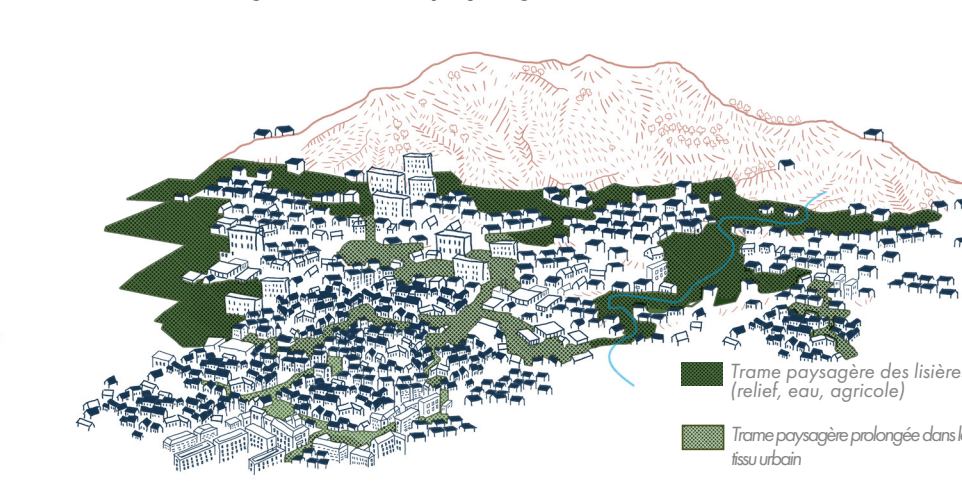 Trame paysagère des lisière
(relief, eau, agricole)
Trame paysagère prolongée dans l
tissu urbain